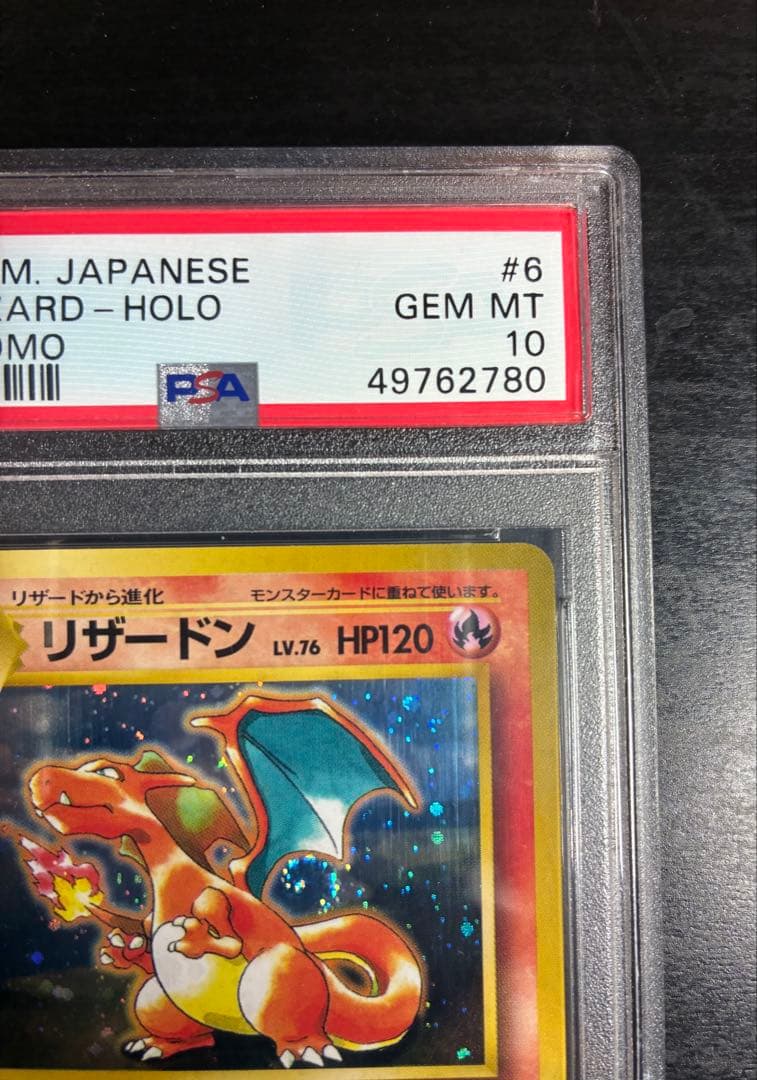 M. JAPANESE #6
ZARD - HOLO GEM MT
OMO 10
PSA 49762780
リザードから進化 モンスターカードに重ねて使います。
リザードン LV.76 HP120